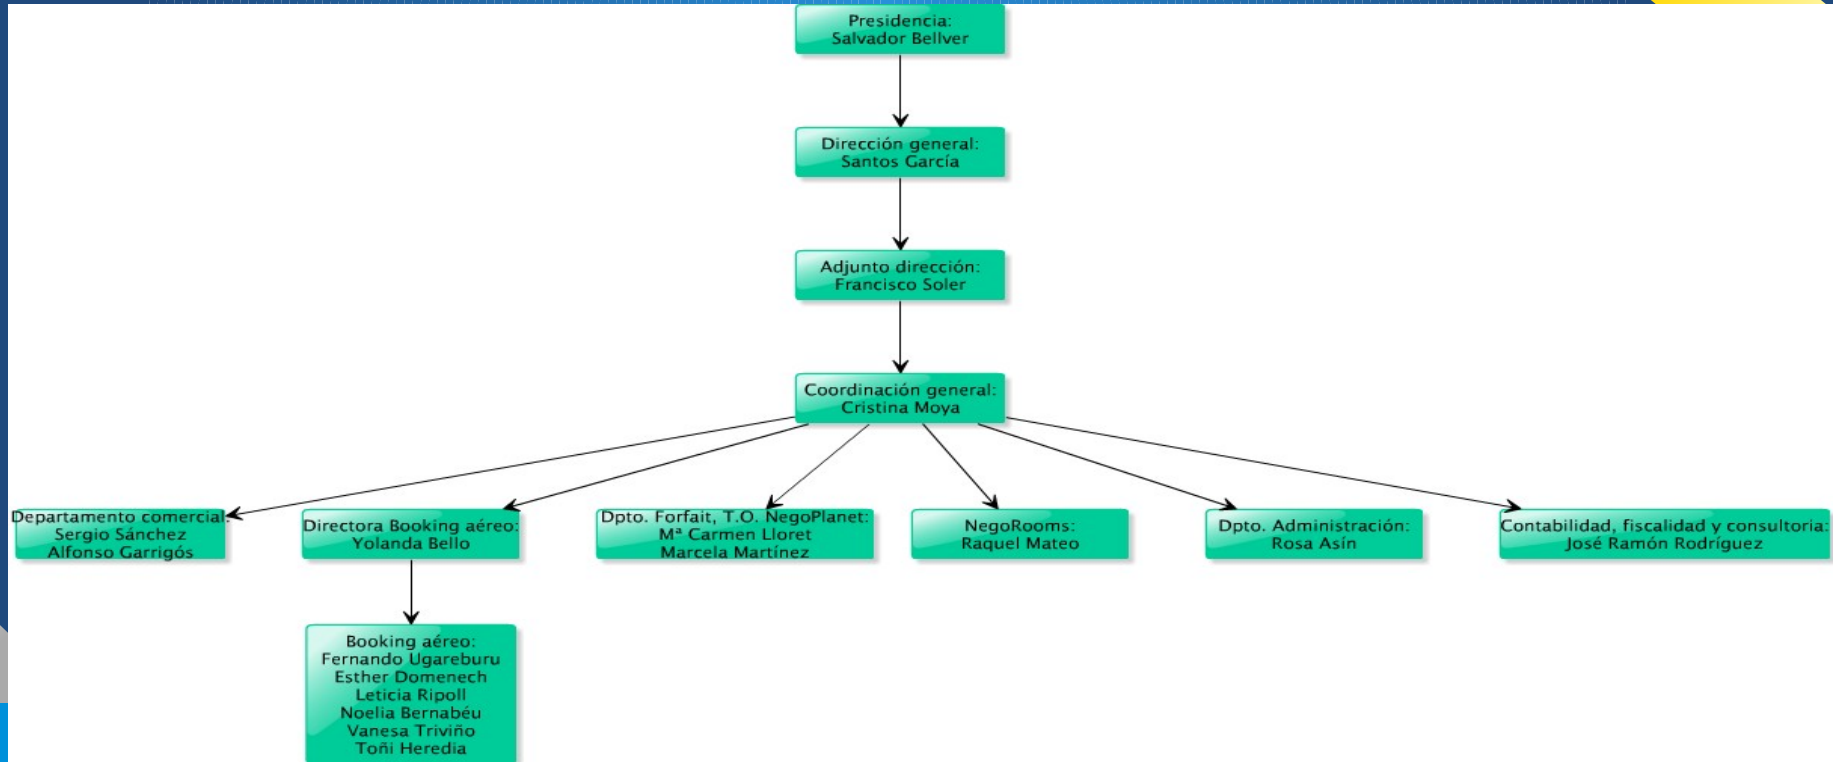 Presidencia:
Salvador Bellver
Dirección general:
Santos García
Adjunto dirección:
Francisco Soler
Coordinación general:
Cristina Moya
Departamento comercial:
Sergio Sánchez
Alfonso Garrigós
Directora Booking aéreo:
Yolanda Bello
Dpto. Forfait, T.O. NegoPlanet:
Mª Carmen Lloret
Marcela Martínez
NegoRooms:
Raquel Mateo
Dpto. Administración:
Rosa Asín
Contabilidad, fiscalidad y consultoria:
José Ramón Rodríguez
Booking aéreo:
Fernando Ugareburu
Esther Domenech
Leticia Ripoll
Noelia Bernabéu
Vanesa Triviño
Toñi Heredia